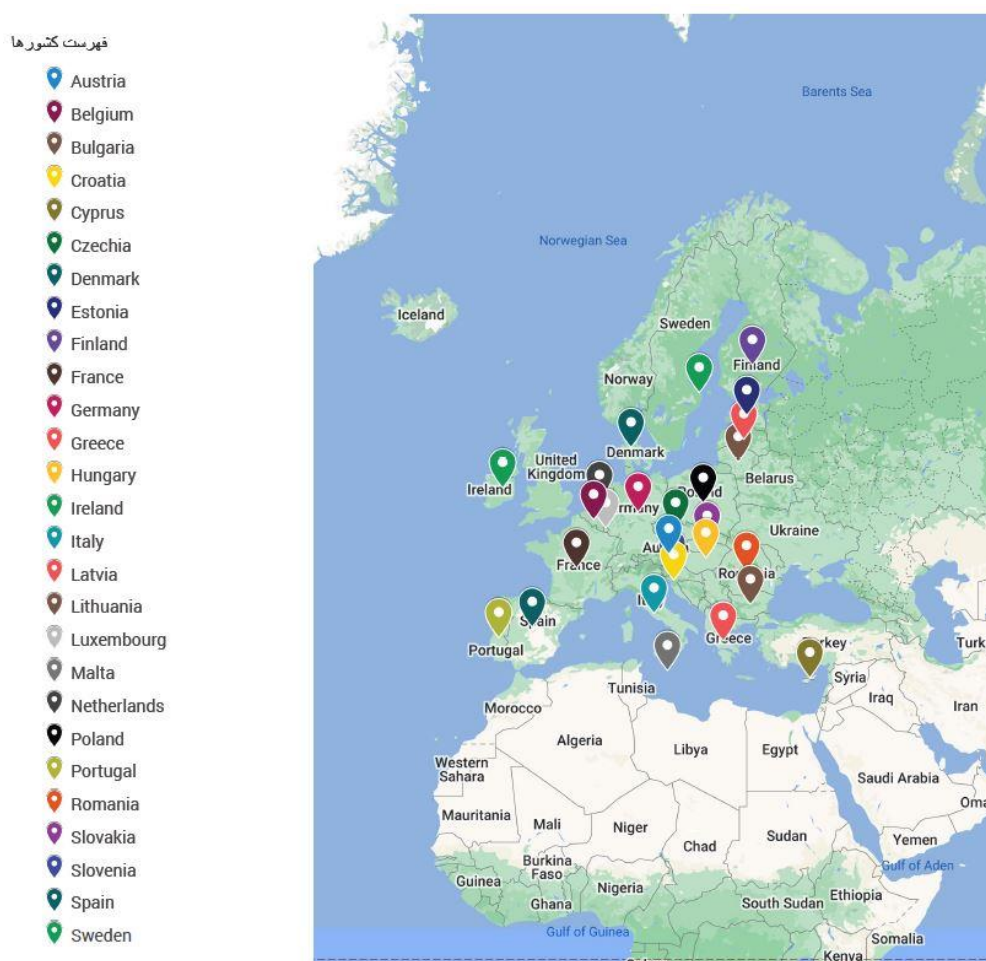 فهرست کشورها
Austria
Belgium
Bulgaria
Croatia
Cyprus
Czechia
Denmark
Estonia
Finland
France
Germany
Greece
Hungary
Ireland
Italy
Latvia
Lithuania
Luxembourg
Malta
Netherlands
Poland
Portugal
Romania
Slovakia
Slovenia
Spain
Sweden
Barents Sea
Norwegian Sea
Iceland
Sweden
Finland
Norway
Denmark
United
Kingdom
Ireland
Belarus
Ukraine
France
Spain
Portugal
Greece
Syria
Iraq
Iran
Tunisia
Morocco
Algeria
Libya
Egypt
Western
Sahara
Saudi Arabia
Mauritania
Mali
Niger
Chad
Sudan
Yemen
Burkina
Faso
Gulf of Aden
Guinea
Nigeria
Ghana
South Sudan
Ethiopia
Gulf of Guinea
Somalia
Kenya